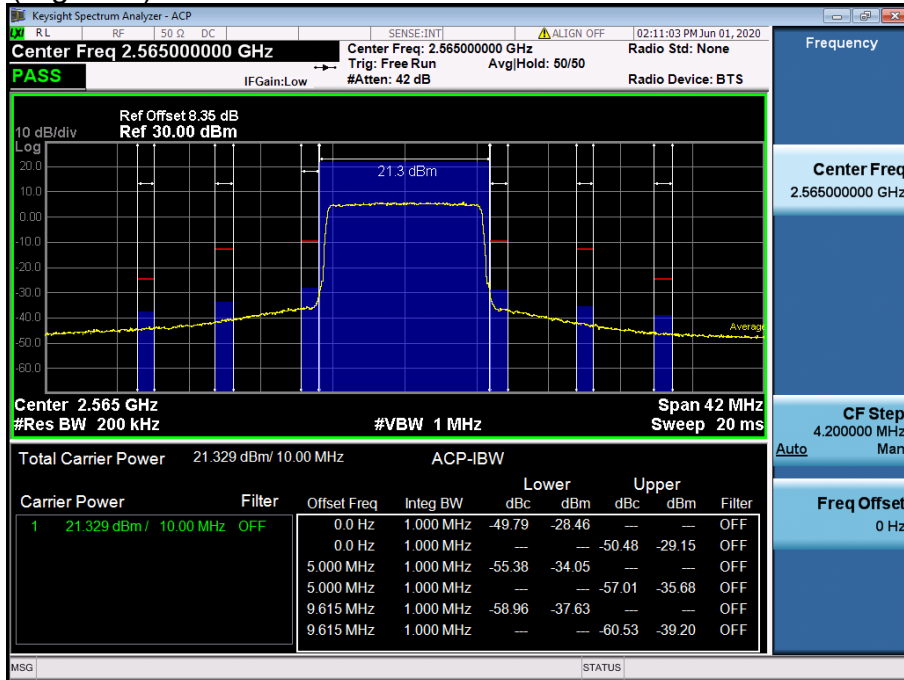 Keysight Spectrum Analyzer - ACP
LXI RL RF 50 Ω DC SENSE:INT ALIGN OFF 02:11:03 PM Jun 01, 2020
Center Freq 2.565000000 GHz
PASS
IFGain:Low
Center Freq: 2.565000000 GHz
Trig: Free Run Avg|Hold: 50/50
#Atten: 42 dB
Radio Std: None
Radio Device: BTS
Ref Offset 8.35 dB
10 dB/div Ref 30.00 dBm
Log
20.0
10.0
0.00
-10.0
-20.0
-30.0
-40.0
-50.0
-60.0
21.3 dBm
Average
Center 2.565 GHz Span 42 MHz
#Res BW 200 kHz #VBW 1 MHz Sweep 20 ms
Total Carrier Power 21.329 dBm/ 10.00 MHz ACP-IBW
Lower Upper
Carrier Power Filter Offset Freq Integ BW dBc dBm dBc dBm Filter
1 21.329 dBm / 10.00 MHz OFF 0.0 Hz 1.000 MHz -49.79 -28.46 --- --- OFF
0.0 Hz 1.000 MHz --- --- -50.48 -29.15 OFF
5.000 MHz 1.000 MHz -55.38 -34.05 --- --- OFF
5.000 MHz 1.000 MHz --- --- -57.01 -35.68 OFF
9.615 MHz 1.000 MHz -58.96 -37.63 --- --- OFF
9.615 MHz 1.000 MHz --- --- -60.53 -39.20 OFF
MSG STATUS
Frequency
Center Freq
2.565000000 GHz
CF Step
4.200000 MHz
Auto Man
Freq Offset
0 Hz